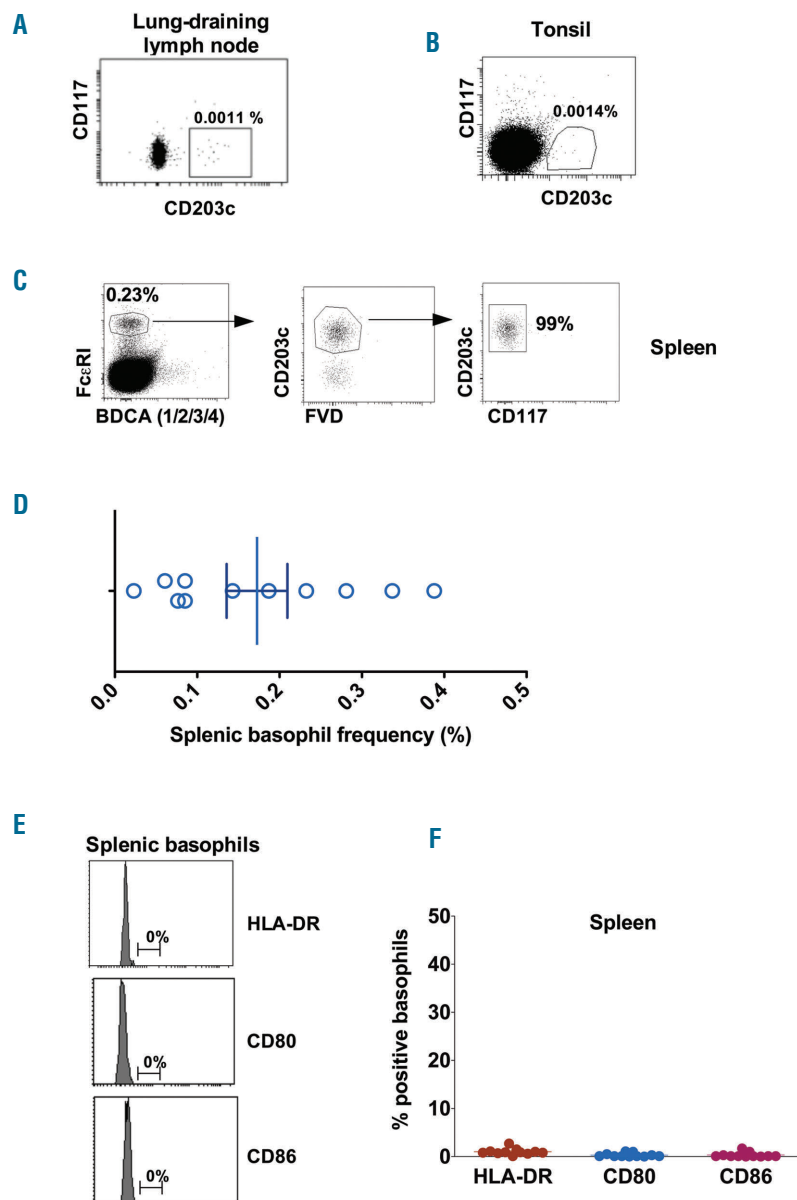 A
Lung-draining
lymph node
CD117
0.0011 %
CD203c
B
Tonsil
CD117
0.0014%
CD203c
C
0.23%
FcεRI
BDCA (1/2/3/4)
CD203c
FVD
CD203c
99%
CD117
Spleen
D
0.0
0.1
0.2
0.3
0.4
0.5
Splenic basophil frequency (%)
E
Splenic basophils
0%
HLA-DR
0%
CD80
0%
CD86
F
Spleen
% positive basophils
50
40
30
20
10
0
HLA-DR
CD80
CD86